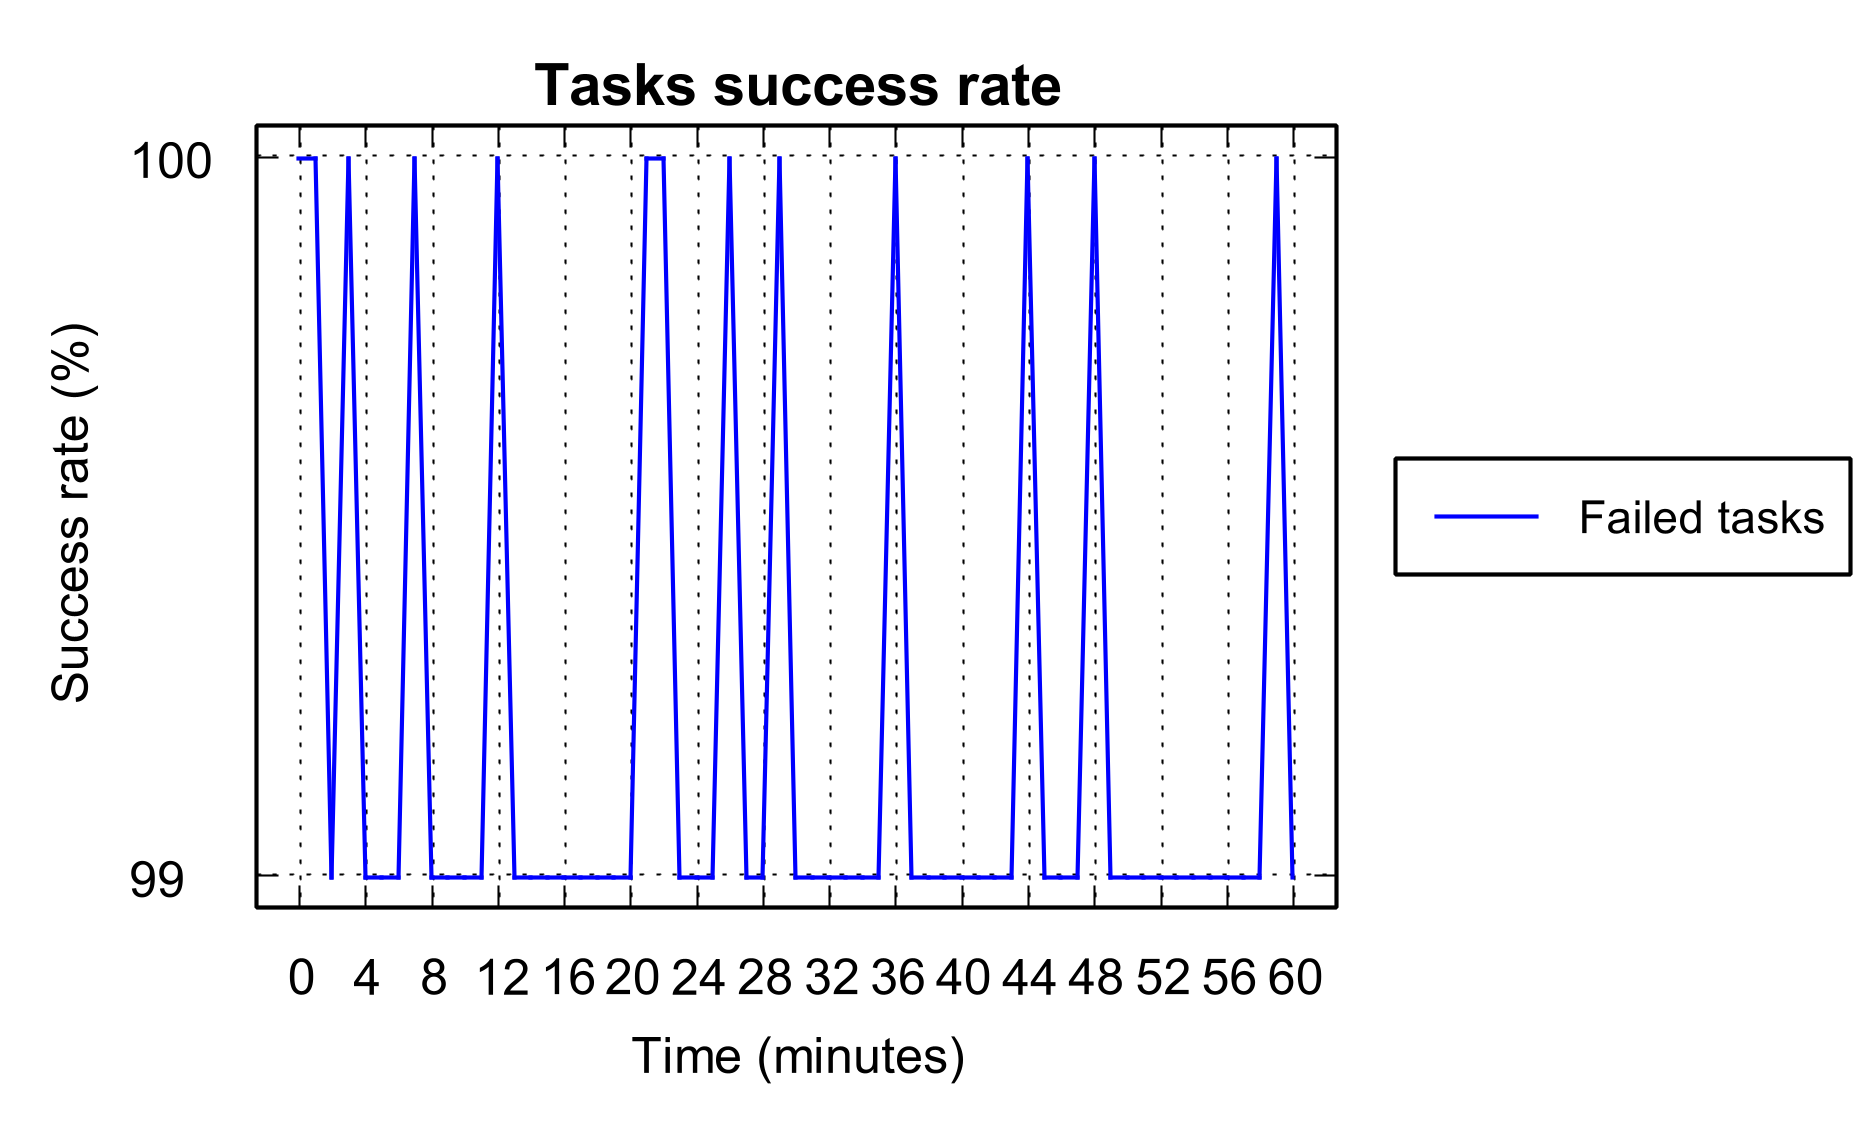 Tasks success rate
100
99
Success rate (%)
0 4 8 12 16 20 24 28 32 36 40 44 48 52 56 60
Time (minutes)
Failed tasks